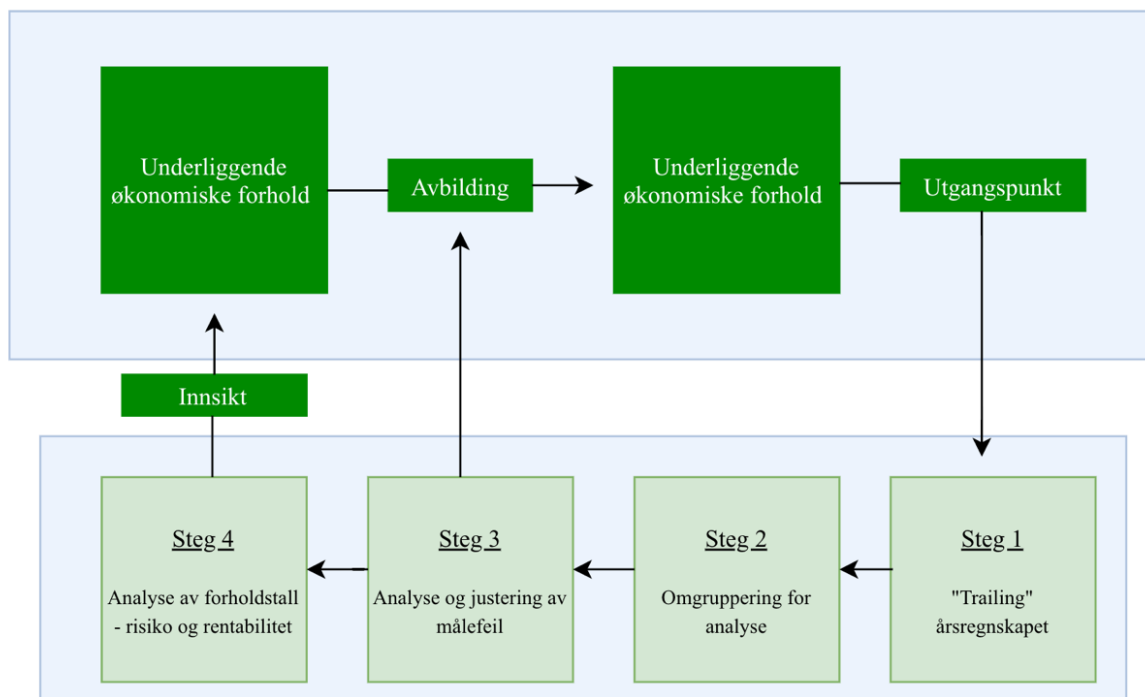 Underliggende
økonomiske forhold
Avbilding
Underliggende
økonomiske forhold
Utgangspunkt
Innsikt
Steg 4
Analyse av forholdstall
- risiko og rentabilitet
Steg 3
Analyse og justering av
målefeil
Steg 2
Omgruppering for
analyse
Steg 1
"Trailing"
årsregnskapet